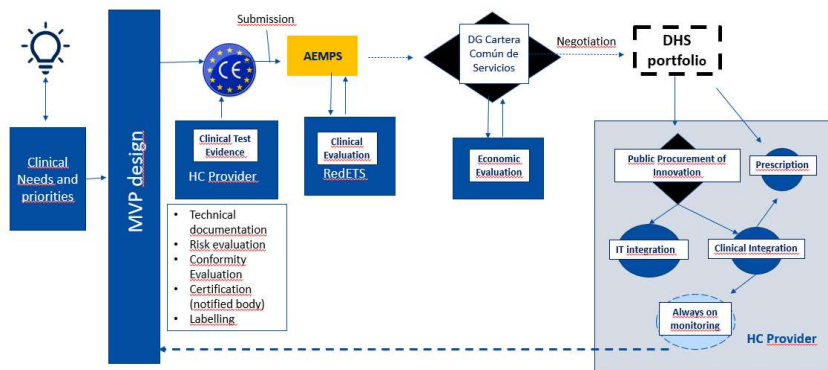 Submission
CE
AEMPS
DG Cartera
Común de
Servicios
Negotiation
DHS
portfolio
Clinical
Needs and
priorities
MVP design
Clinical Test
Evidence
HC Provider
Clinical
Evaluation
RedETS
Economic
Evaluation
Public Procurement of
Innovation
Prescription
• Technical
documentation
• Risk evaluation
• Conformity
Evaluation
• Certification
(notified body)
• Labelling
IT integration
Clinical Integration
Always on
monitoring
HC Provider